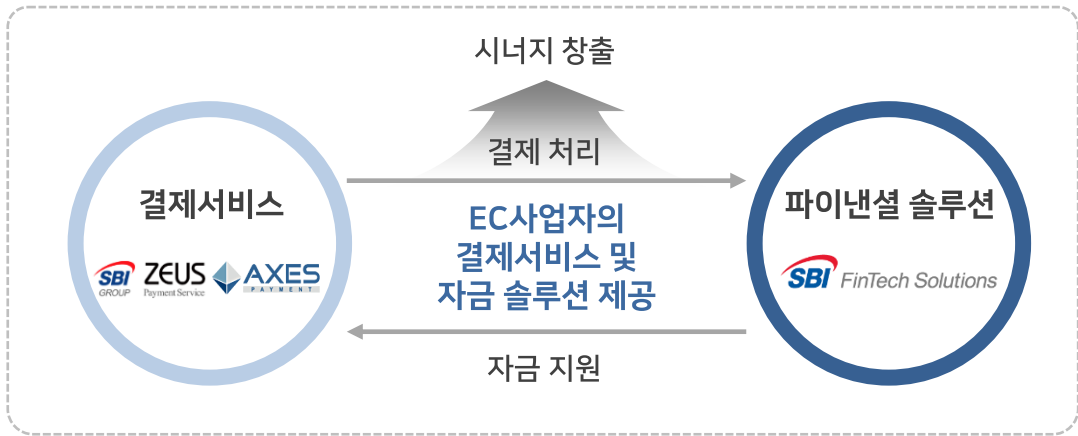 시너지 창출
결제 처리
결제서비스
SBI
GROUP
ZEUS
Payment Service
AXES
PAYMENT
EC사업자의
결제서비스 및
자금 솔루션 제공
파이낸셜 솔루션
SBI FinTech Solutions
자금 지원